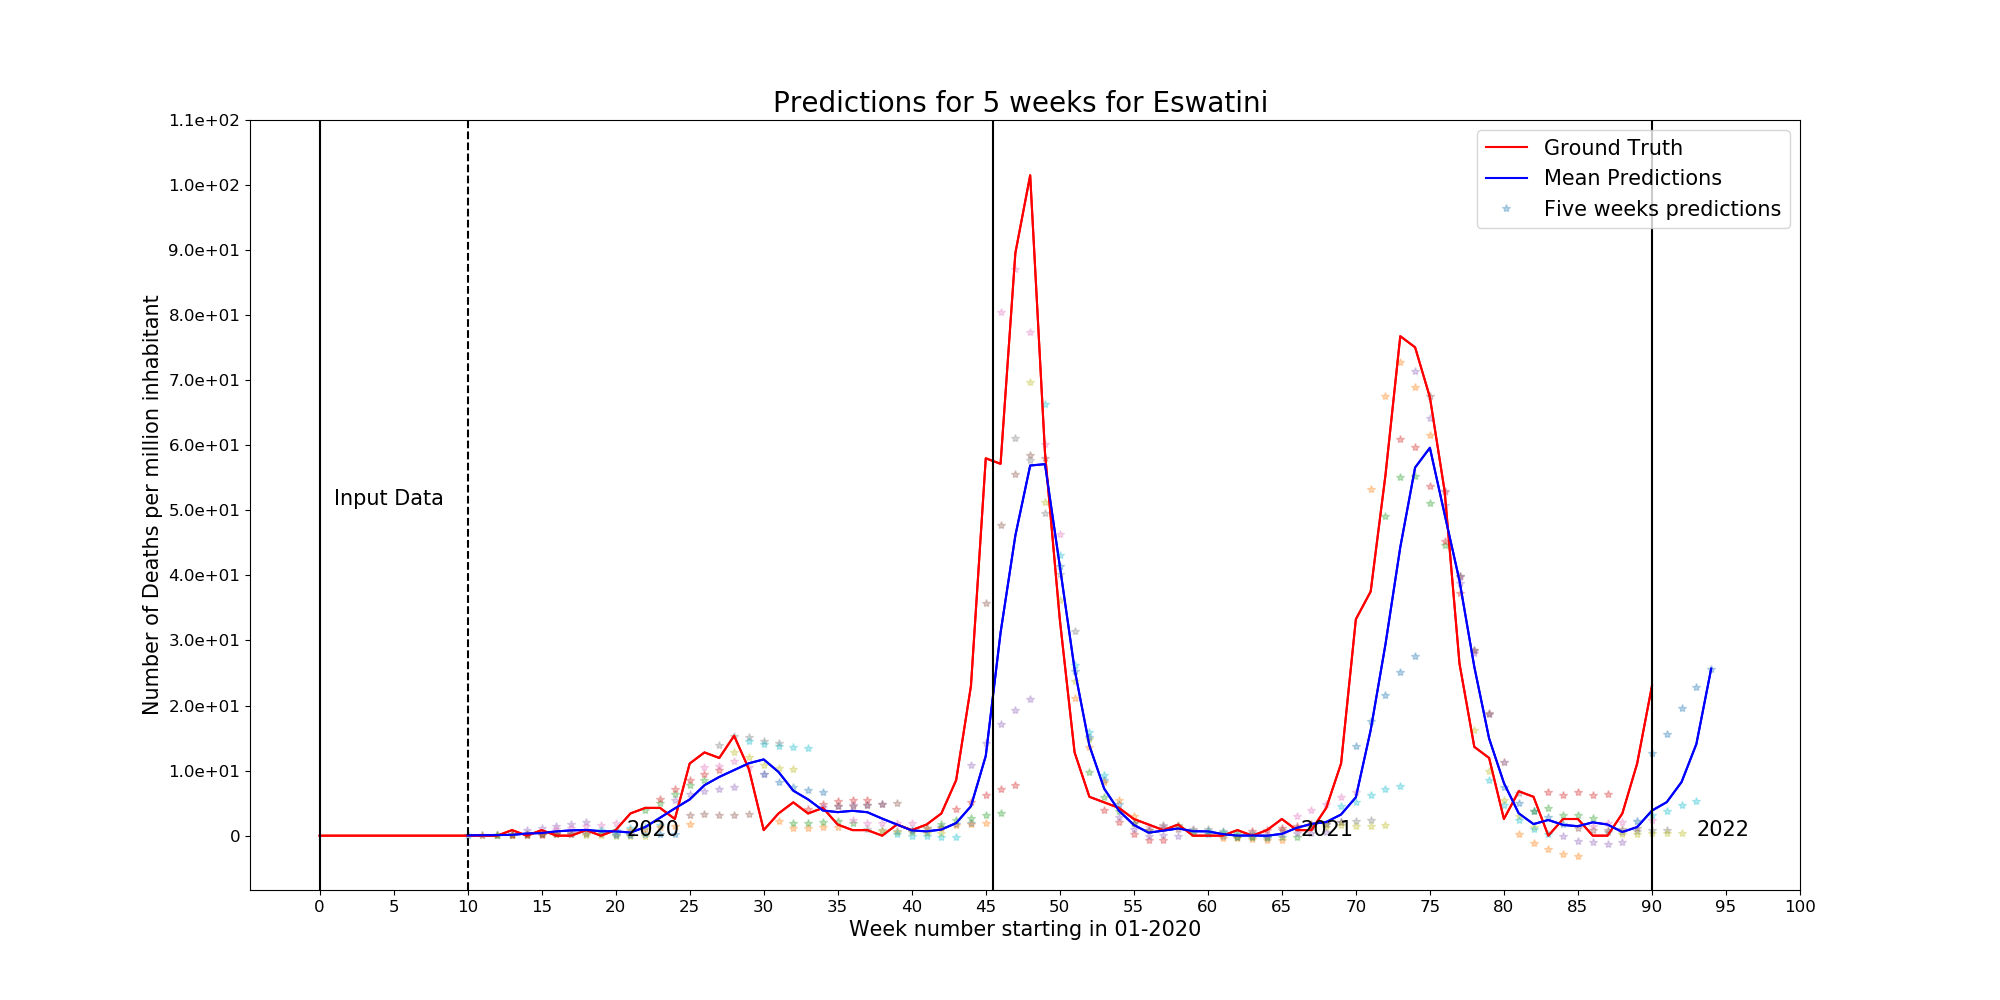 Predictions for 5 weeks for Eswatini
1.1e+02
1.0e+02
9.0e+01
8.0e+01
7.0e+01
6.0e+01
5.0e+01
4.0e+01
3.0e+01
2.0e+01
1.0e+01
0
Number of Deaths per million inhabitant
Ground Truth
Mean Predictions
Five weeks predictions
Input Data
2020
2021
2022
0 5 10 15 20 25 30 35 40 45 50 55 60 65 70 75 80 85 90 95 100
Week number starting in 01-2020